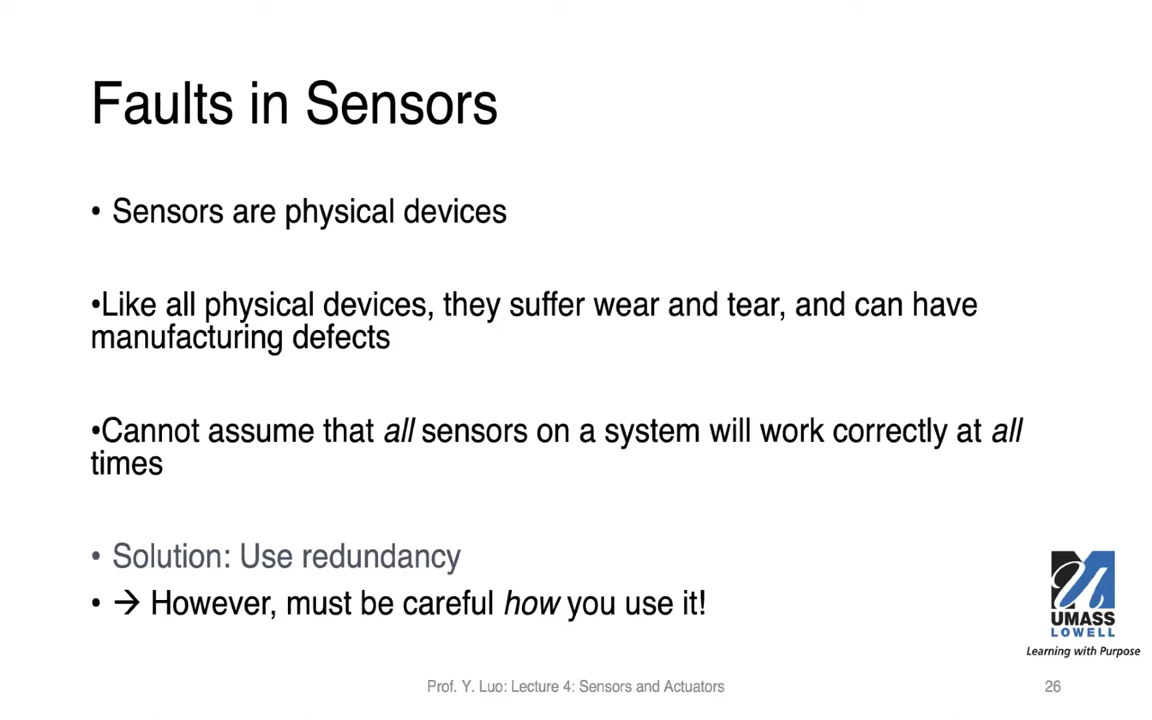 Faults in Sensors
• Sensors are physical devices
•Like all physical devices, they suffer wear and tear, and can have
manufacturing defects
•Cannot assume that all sensors on a system will work correctly at all
times
• Solution: Use redundancy
• → However, must be careful how you use it!
UMASS
LOWELL
Learning with Purpose
Prof. Y. Luo: Lecture 4: Sensors and Actuators
26